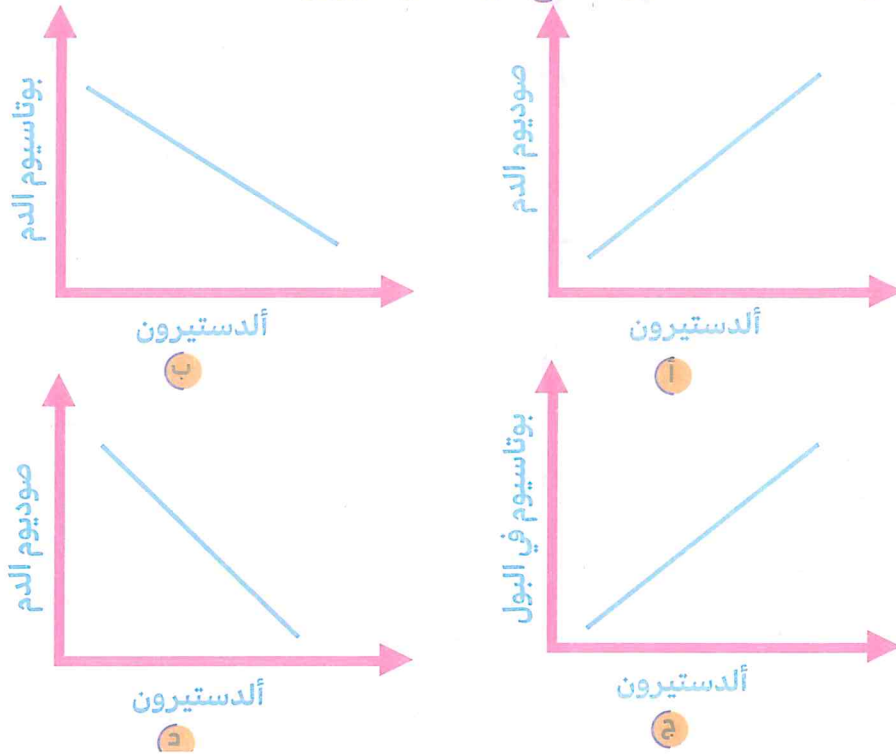 صوديوم الدم
ألدستيرون
أ
بوتاسيوم الدم
ألدستيرون
ب
بوتاسيوم في البول
ألدستيرون
ج
صوديوم الدم
ألدستيرون
د